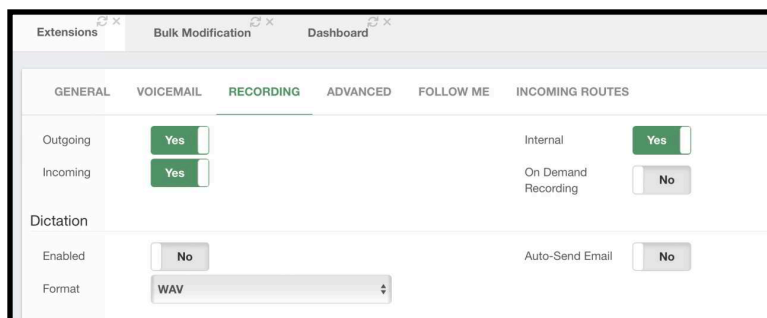 Extensions Bulk Modification Dashboard
GENERAL VOICEMAIL RECORDING ADVANCED FOLLOW ME INCOMING ROUTES
Outgoing Yes Internal Yes
Incoming Yes On Demand Recording No
Dictation
Enabled No Auto-Send Email No
Format WAV